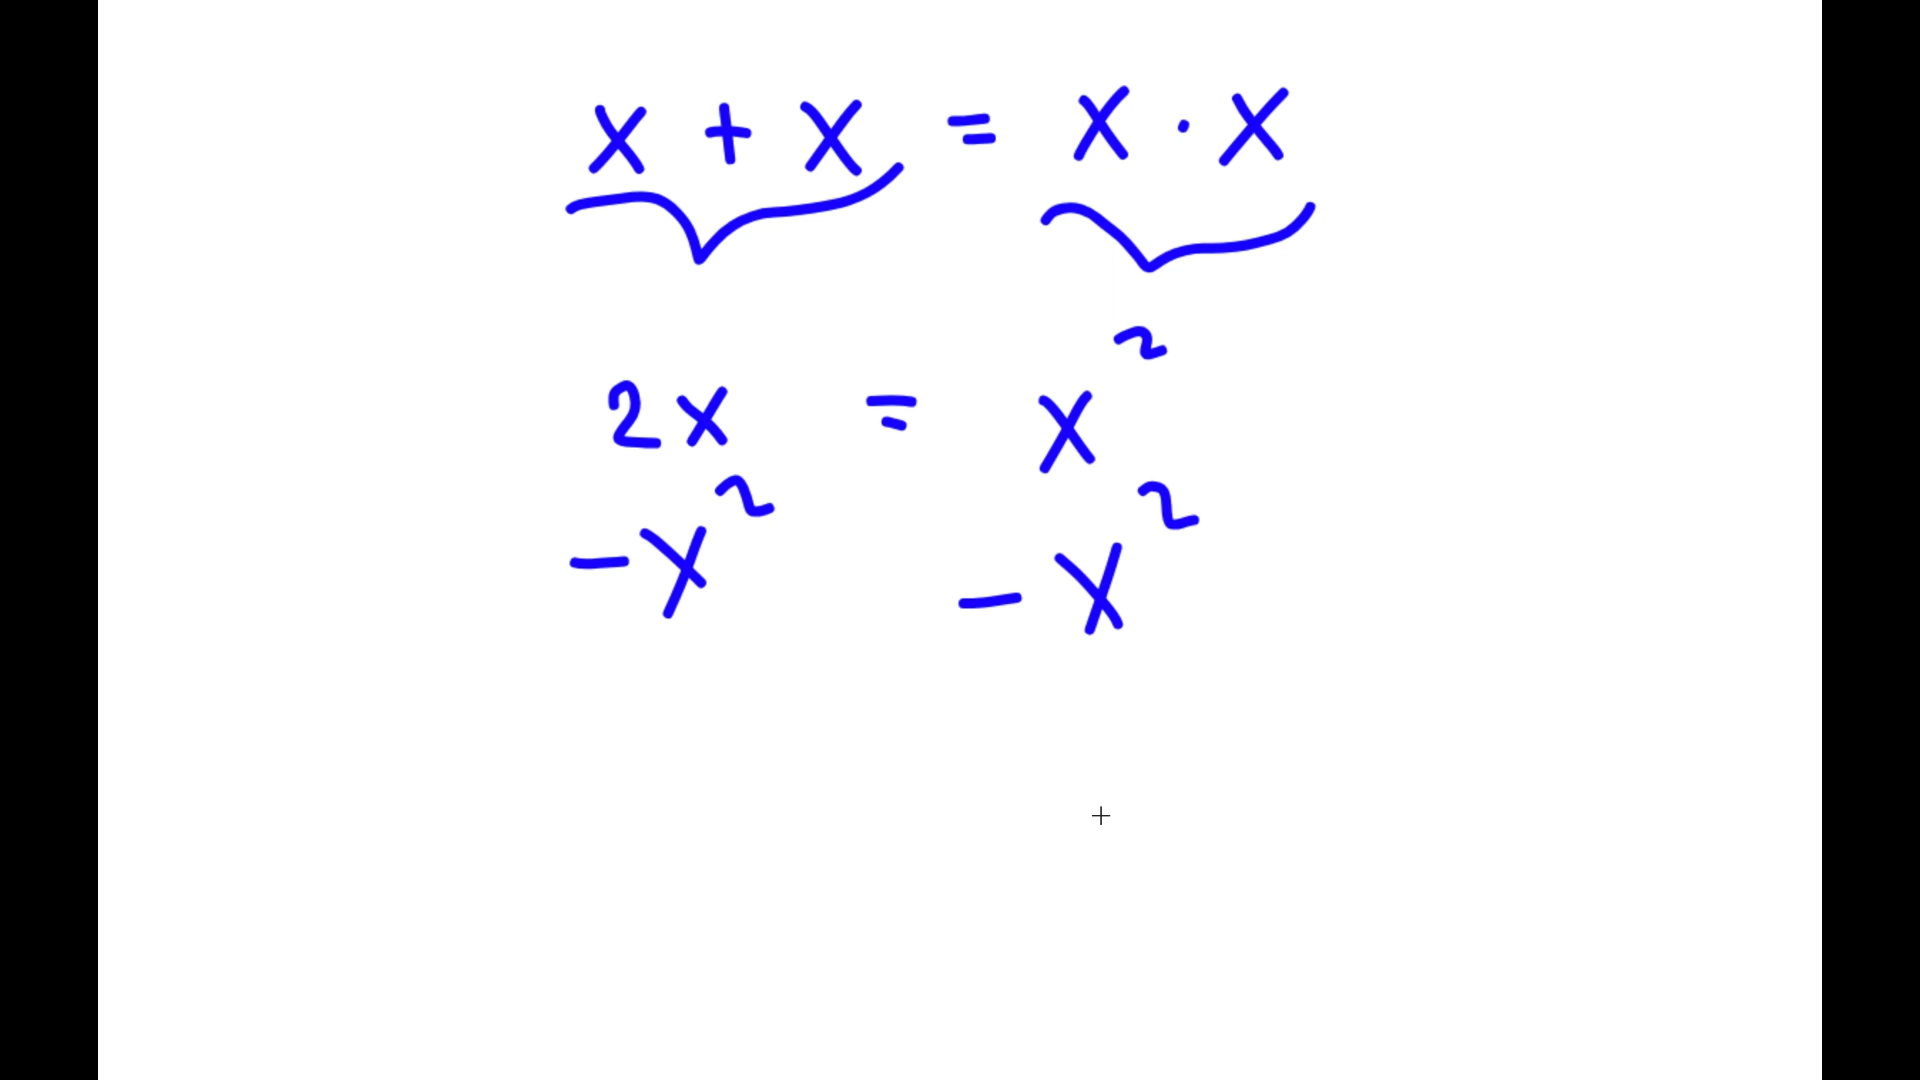 x + x = x · x
2x = x²
- x² - x²